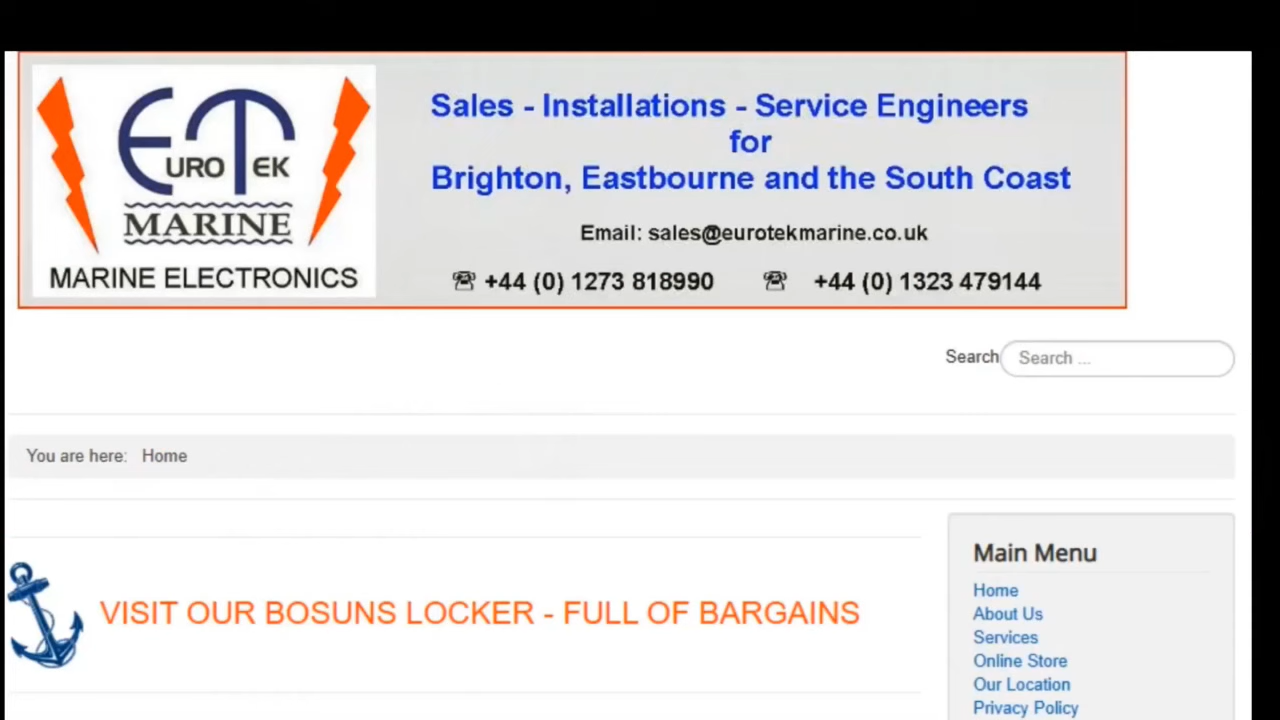 EURO TEK
MARINE
MARINE ELECTRONICS
Sales - Installations - Service Engineers
for
Brighton, Eastbourne and the South Coast
Email: sales@eurotekmarine.co.uk
☏ +44 (0) 1273 818990 ☏ +44 (0) 1323 479144
Search Search ...
You are here: Home
VISIT OUR BOSUNS LOCKER - FULL OF BARGAINS
Main Menu
Home
About Us
Services
Online Store
Our Location
Privacy Policy